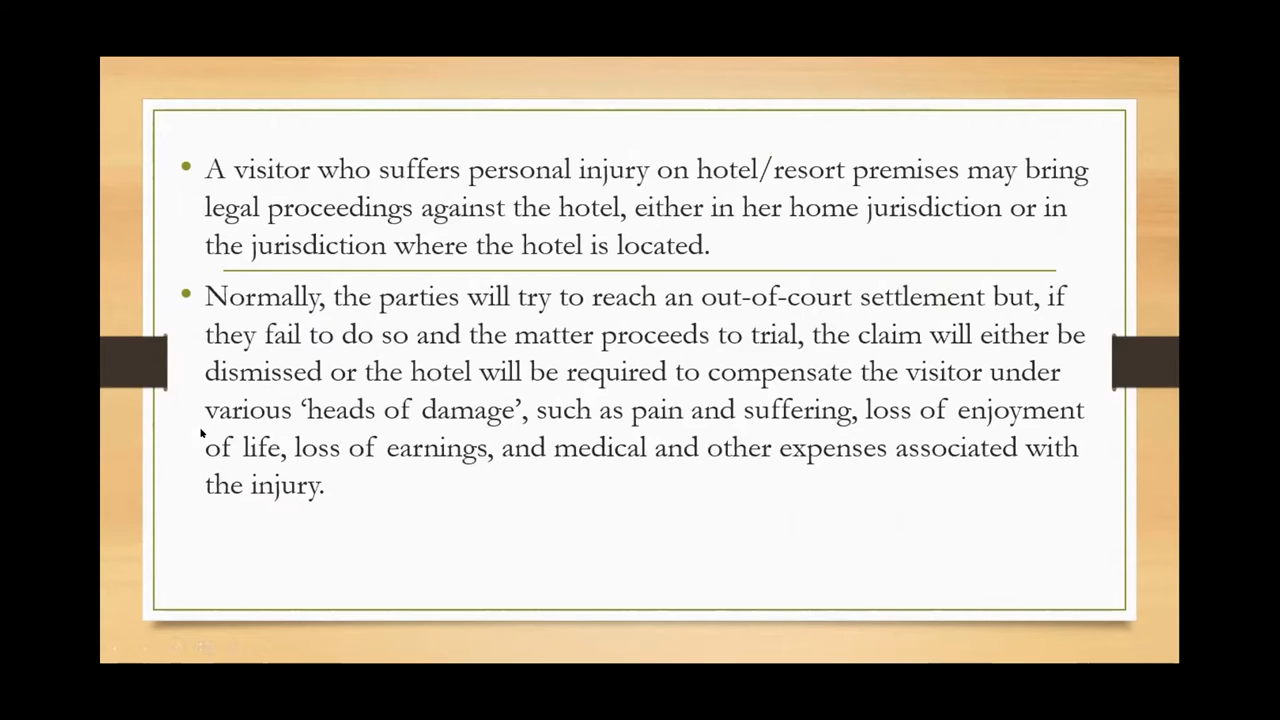 • A visitor who suffers personal injury on hotel/resort premises may bring
legal proceedings against the hotel, either in her home jurisdiction or in
the jurisdiction where the hotel is located.
• Normally, the parties will try to reach an out-of-court settlement but, if
they fail to do so and the matter proceeds to trial, the claim will either be
dismissed or the hotel will be required to compensate the visitor under
various ‘heads of damage’, such as pain and suffering, loss of enjoyment
of life, loss of earnings, and medical and other expenses associated with
the injury.